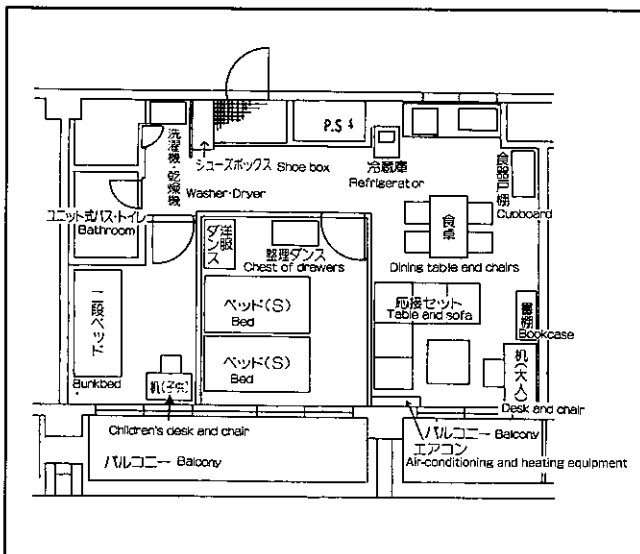 P.S
洗濯機・乾燥機
Washer·Dryer
シューズボックス Shoe box
冷蔵庫
Refrigerator
食器戸棚
Cupboard
ユニット式バス・トイレ
Bathroom
洋服ダンス
整理ダンス
Chest of drawers
食卓
Dining table and chairs
二段ベッド
Bunkbed
ベッド(S)
Bed
ベッド(S)
Bed
応接セット
Table and sofa
書棚
Bookcase
机(子供)
机(大人)
Desk and chair
Children's desk and chair
バルコニー Balcony
バルコニー Balcony
エアコン
Air-conditioning and heating equipment